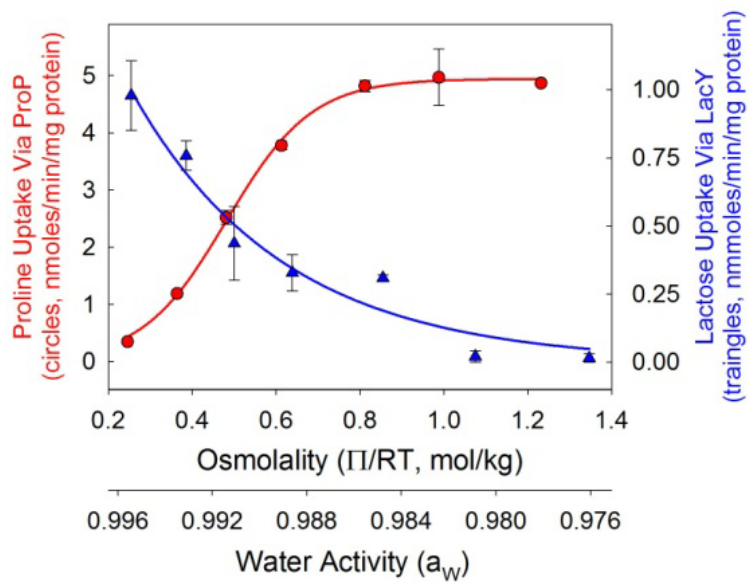 Proline Uptake Via ProP
(circles, nmoles/min/mg protein)
5
4
3
2
1
0
1.00
0.75
0.50
0.25
0.00
Lactose Uptake Via LacY
(traingles, nmmoles/min/mg protein)
0.2 0.4 0.6 0.8 1.0 1.2 1.4
Osmolality (Π/RT, mol/kg)
0.996 0.992 0.988 0.984 0.980 0.976
Water Activity (aW)